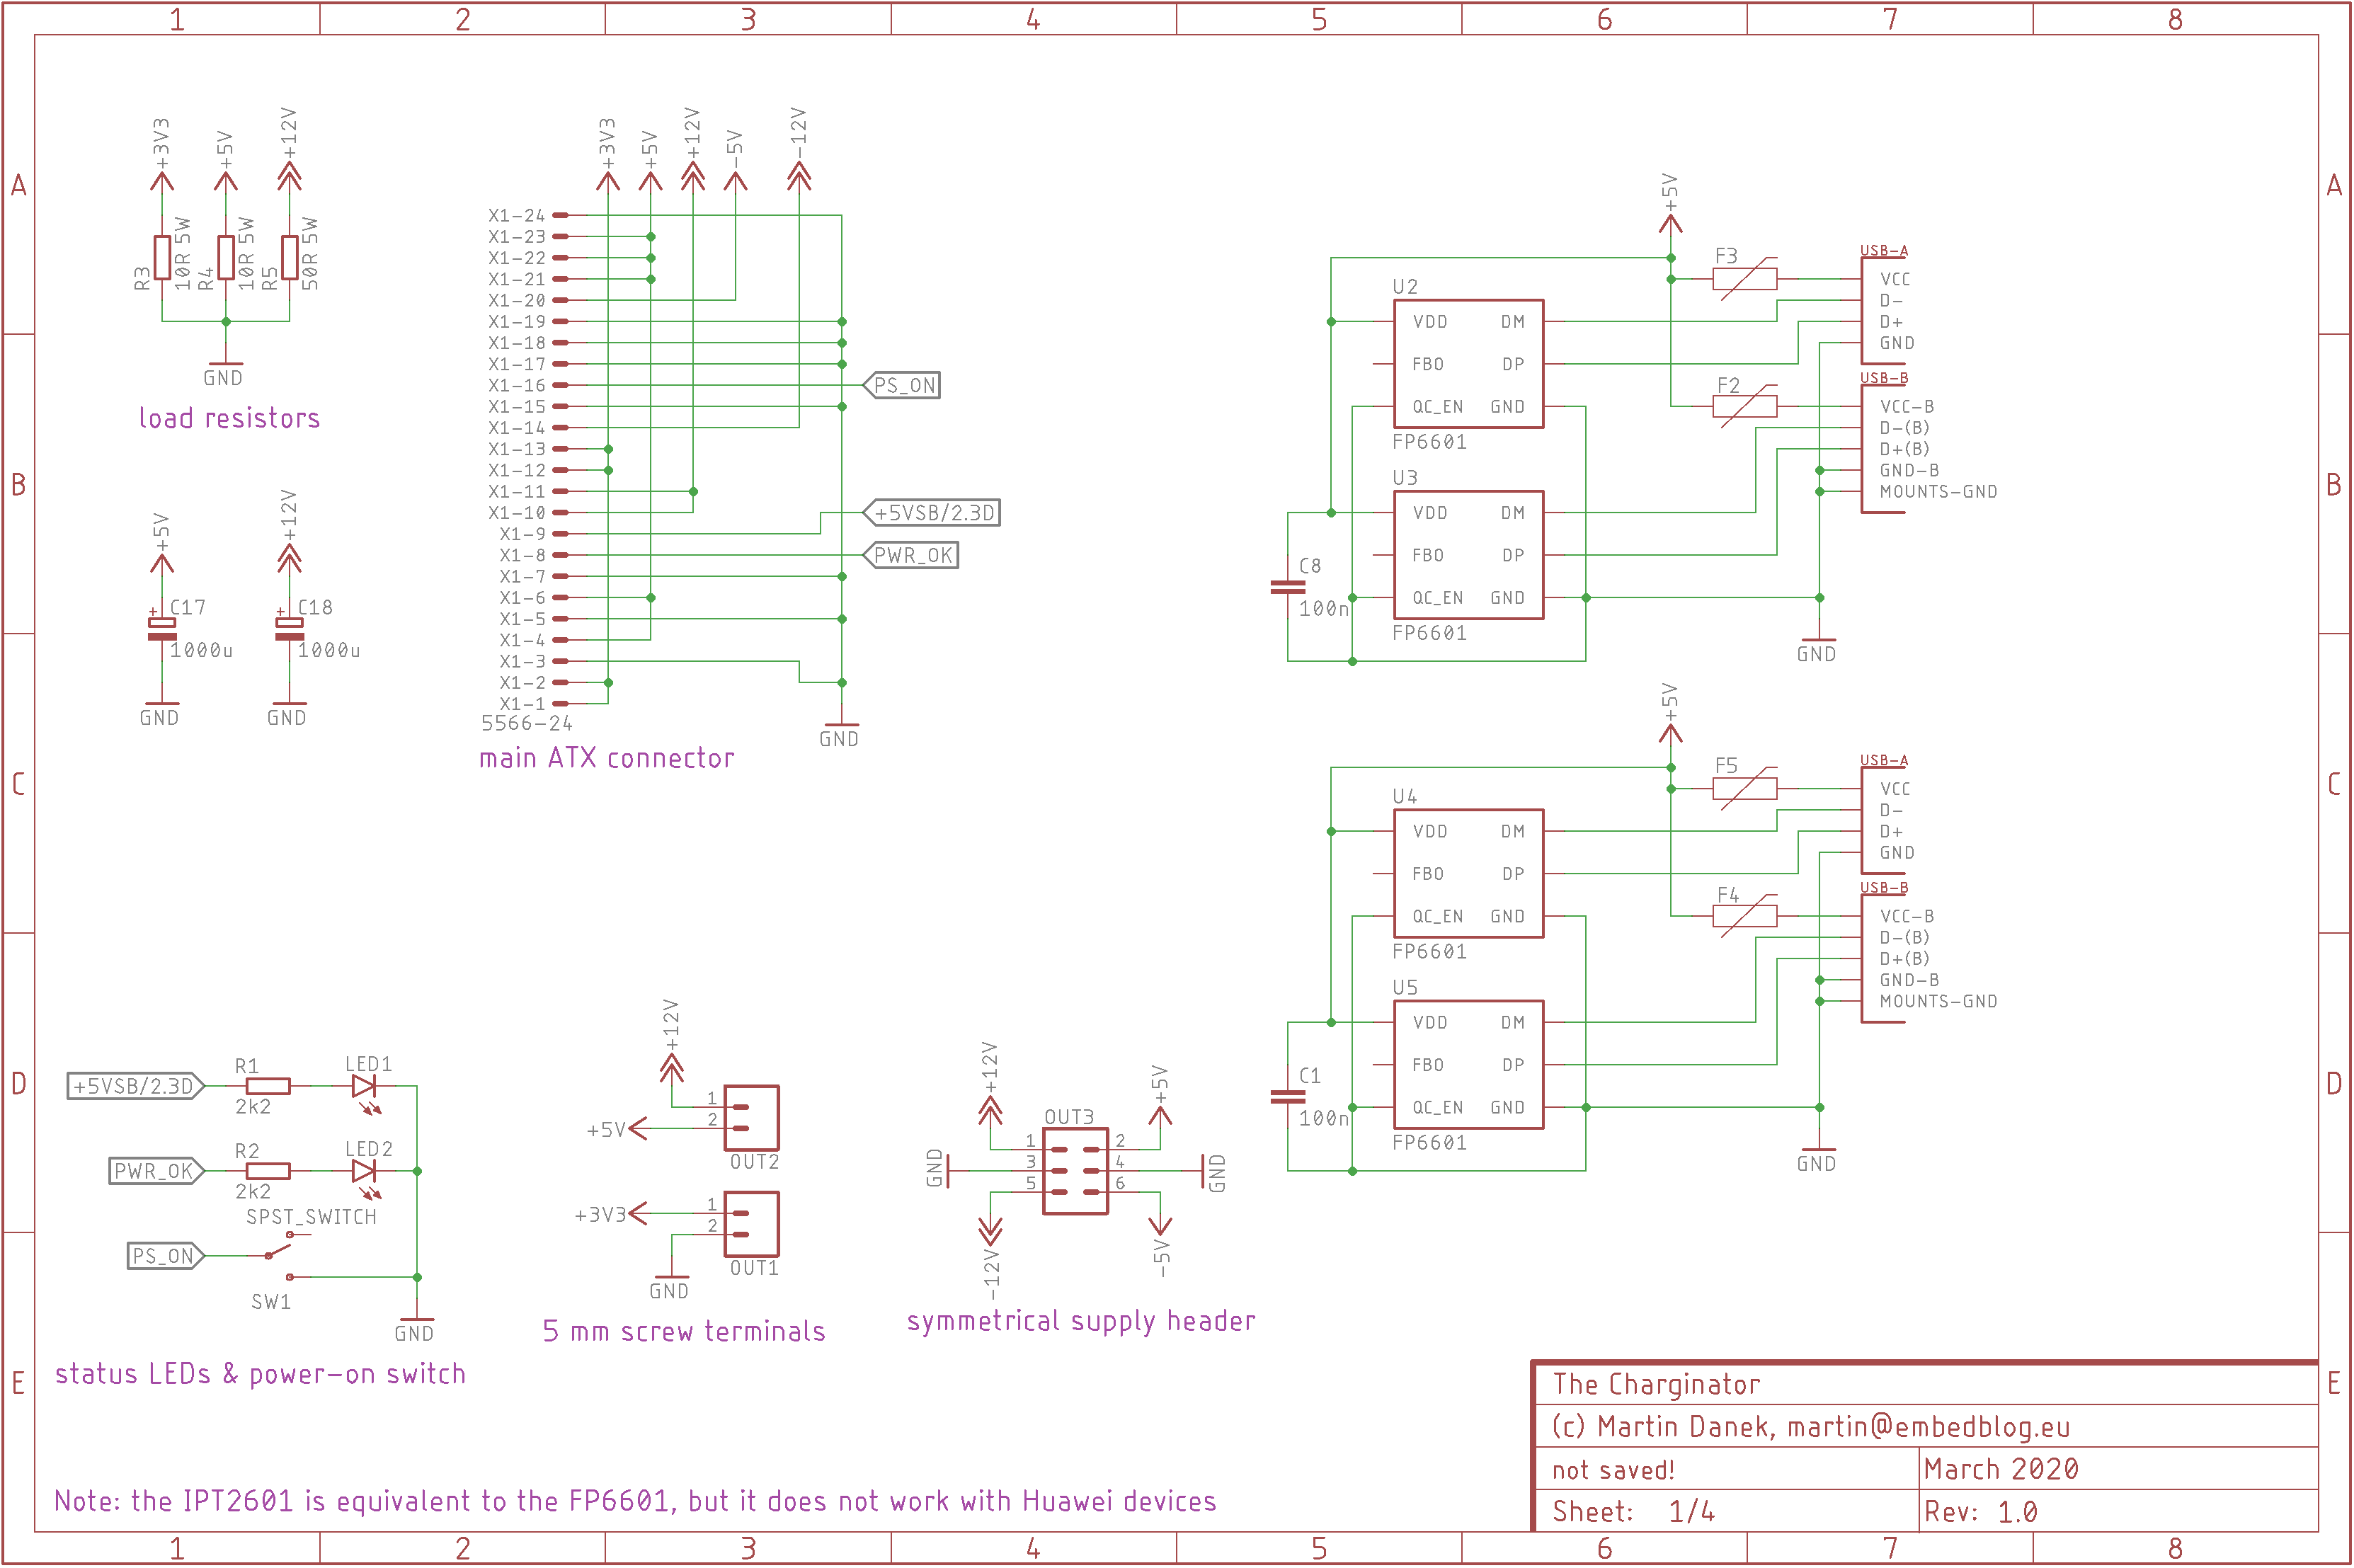 1 2 3 4 5 6 7 8
A A
B B
C C
D D
E E
+3V3
+5V
+12V
R3
10R 5W
R4
10R 5W
R5
50R 5W
GND
load resistors
+5V
+12V
+ C17
1000u
+ C18
1000u
GND
GND
+3V3
+5V
+12V
-5V
-12V
X1-24
X1-23
X1-22
X1-21
X1-20
X1-19
X1-18
X1-17
X1-16
X1-15
X1-14
X1-13
X1-12
X1-11
X1-10
X1-9
X1-8
X1-7
X1-6
X1-5
X1-4
X1-3
X1-2
X1-1
5566-24
PS_ON
+5VSB/2.3D
PWR_OK
GND
main ATX connector
+5V
F3
USB-A
VCC
D-
D+
GND
U2
VDD DM
FBO DP
QC_EN GND
FP6601
F2
USB-B
VCC-B
D-(B)
D+(B)
GND-B
MOUNTS-GND
U3
VDD DM
FBO DP
QC_EN GND
FP6601
C8
100n
GND
+5V
F5
USB-A
VCC
D-
D+
GND
U4
VDD DM
FBO DP
QC_EN GND
FP6601
F4
USB-B
VCC-B
D-(B)
D+(B)
GND-B
MOUNTS-GND
U5
VDD DM
FBO DP
QC_EN GND
FP6601
C1
100n
GND
+5VSB/2.3D
R1
2k2
LED1
PWR_OK
R2
2k2
LED2
SPST_SWITCH
PS_ON
SW1
GND
status LEDs & power-on switch
+12V
+5V
1
2
OUT2
+3V3
1
2
OUT1
GND
5 mm screw terminals
+12V
+5V
OUT3
1 2
3 4
5 6
GND
GND
-12V
-5V
symmetrical supply header
Note: the IPT2601 is equivalent to the FP6601, but it does not work with Huawei devices
The Charginator
(c) Martin Danek, martin@embedblog.eu
not saved! March 2020
Sheet: 1/4 Rev: 1.0
1 2 3 4 5 6 7 8